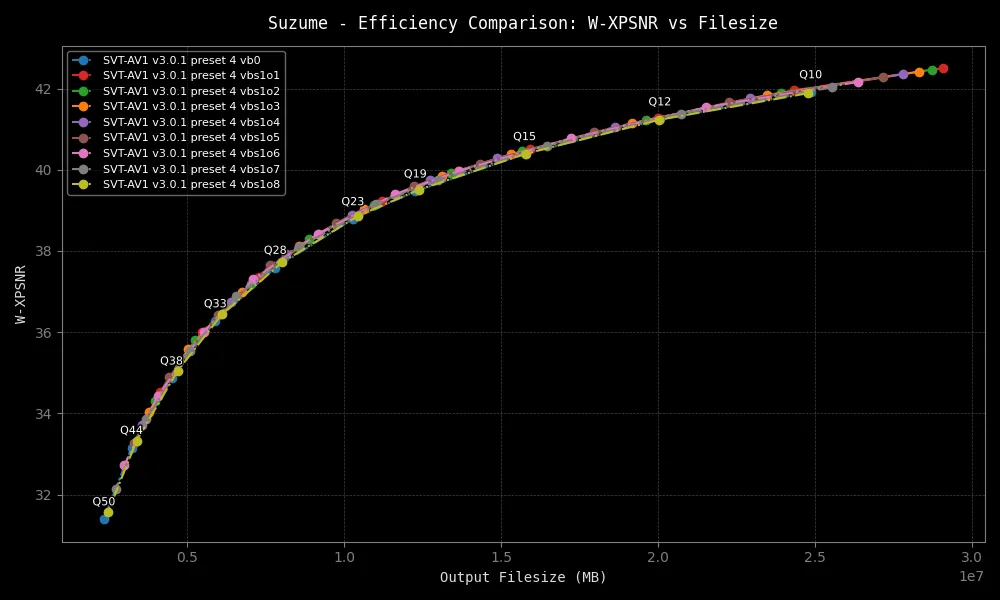 Suzume - Efficiency Comparison: W-XPSNR vs Filesize
SVT-AV1 v3.0.1 preset 4 vb0
SVT-AV1 v3.0.1 preset 4 vbs1o1
SVT-AV1 v3.0.1 preset 4 vbs1o2
SVT-AV1 v3.0.1 preset 4 vbs1o3
SVT-AV1 v3.0.1 preset 4 vbs1o4
SVT-AV1 v3.0.1 preset 4 vbs1o5
SVT-AV1 v3.0.1 preset 4 vbs1o6
SVT-AV1 v3.0.1 preset 4 vbs1o7
SVT-AV1 v3.0.1 preset 4 vbs1o8
Q10
Q12
Q15
Q19
Q23
Q28
Q33
Q38
Q44
Q50
42
40
38
36
34
32
W-XPSNR
0.5
1.0
1.5
2.0
2.5
3.0
1e7
Output Filesize (MB)